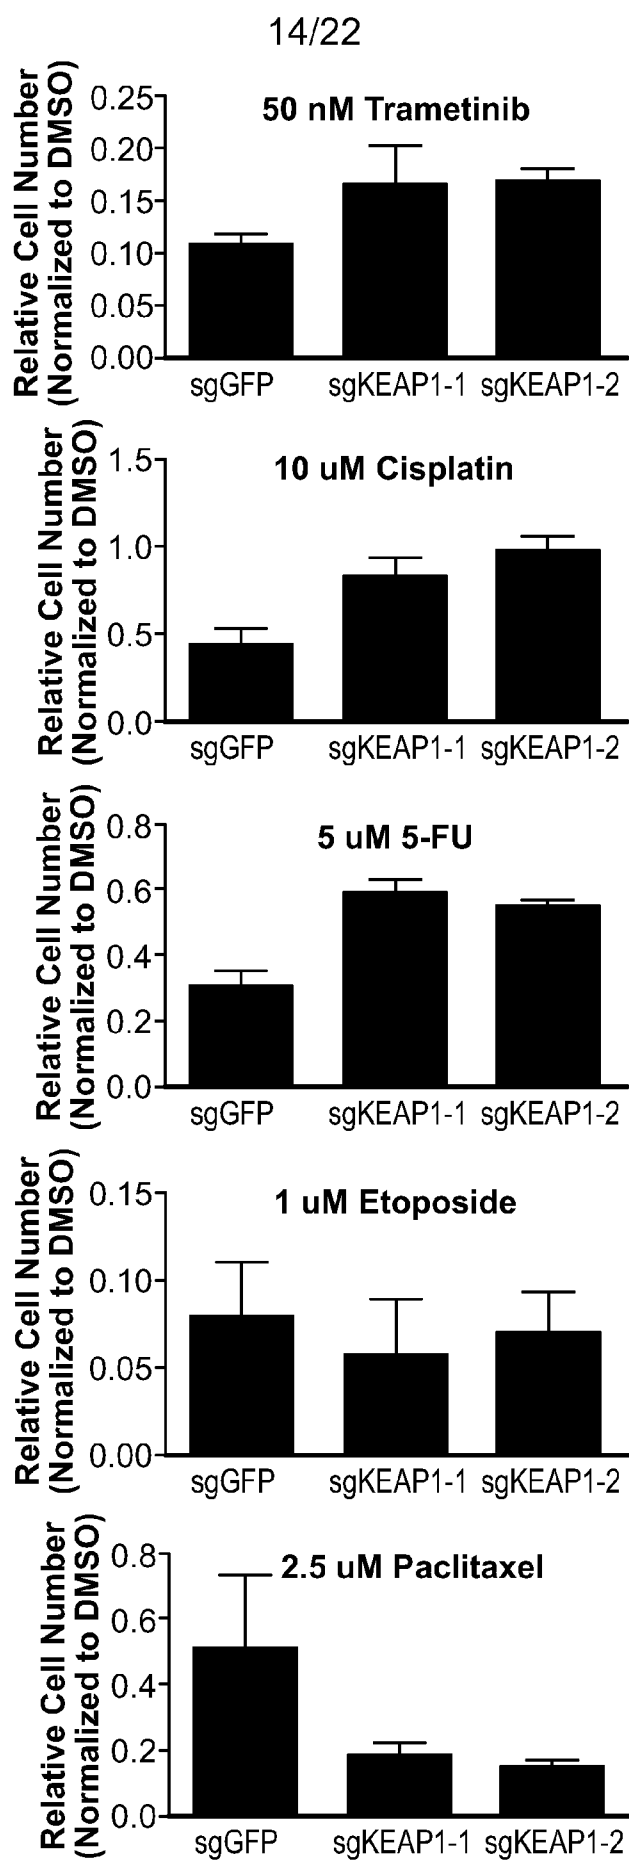 14/22
Relative Cell Number
(Normalized to DMSO)
50 nM Trametinib
0.25
0.20
0.15
0.10
0.05
0.00
sgGFP sgKEAP1-1 sgKEAP1-2
Relative Cell Number
(Normalized to DMSO)
10 uM Cisplatin
1.5
1.0
0.5
0.0
sgGFP sgKEAP1-1 sgKEAP1-2
Relative Cell Number
(Normalized to DMSO)
5 uM 5-FU
0.8
0.6
0.4
0.2
0.0
sgGFP sgKEAP1-1 sgKEAP1-2
Relative Cell Number
(Normalized to DMSO)
1 uM Etoposide
0.15
0.10
0.05
0.00
sgGFP sgKEAP1-1 sgKEAP1-2
Relative Cell Number
(Normalized to DMSO)
2.5 uM Paclitaxel
0.8
0.6
0.4
0.2
0.0
sgGFP sgKEAP1-1 sgKEAP1-2